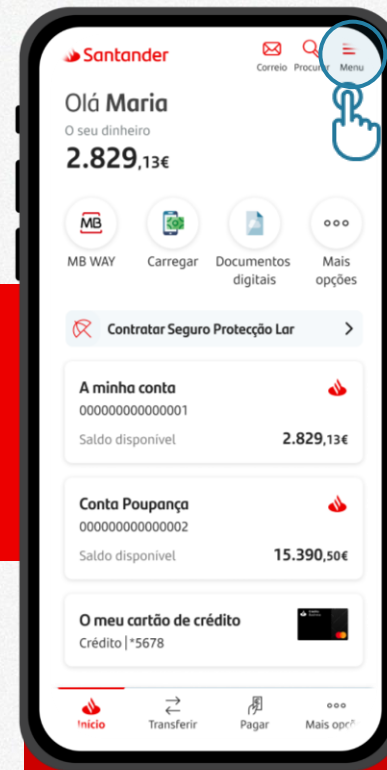 Santander
Correio Procurar Menu
Olá Maria
O seu dinheiro
2.829,13€
MB
MB WAY Carregar Documentos digitais Mais opções
Contratar Seguro Protecção Lar
A minha conta
000000000000001
Saldo disponível 2.829,13€
Conta Poupança
000000000000002
Saldo disponível 15.390,50€
O meu cartão de crédito
Crédito | *5678
Início Transferir Pagar Mais opç